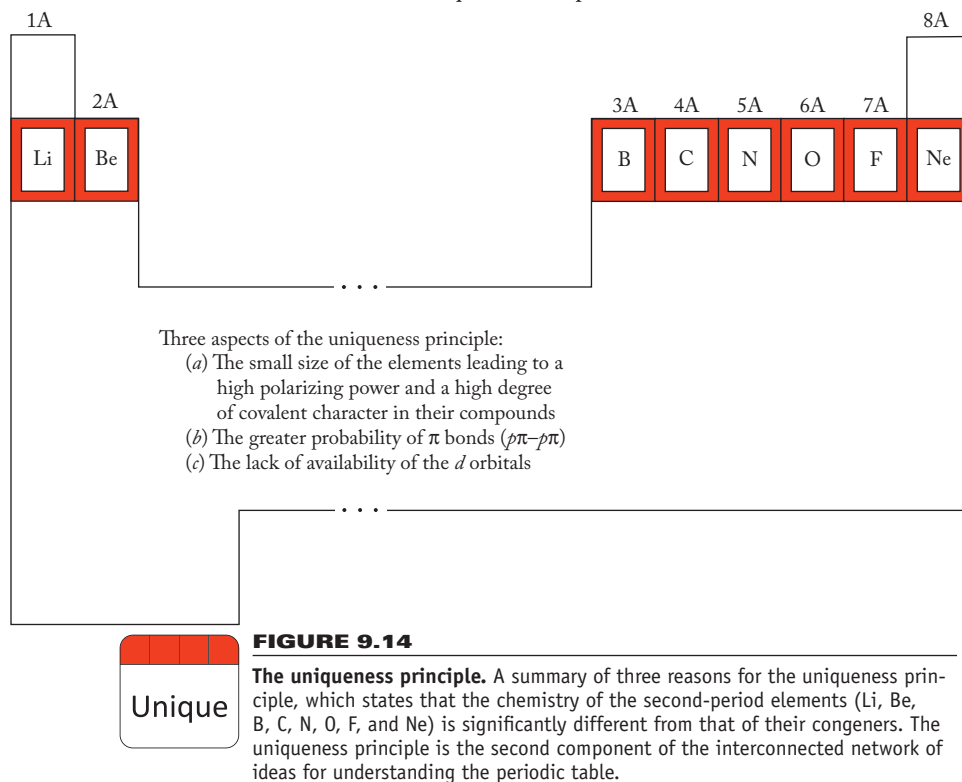 1A
8A
2A
3A 4A 5A 6A 7A
Li Be B C N O F Ne
. . .
Three aspects of the uniqueness principle:
(a) The small size of the elements leading to a
high polarizing power and a high degree
of covalent character in their compounds
(b) The greater probability of π bonds (pπ–pπ)
(c) The lack of availability of the d orbitals
. . .
Unique
FIGURE 9.14
The uniqueness principle. A summary of three reasons for the uniqueness prin-
ciple, which states that the chemistry of the second-period elements (Li, Be,
B, C, N, O, F, and Ne) is significantly different from that of their congeners. The
uniqueness principle is the second component of the interconnected network of
ideas for understanding the periodic table.